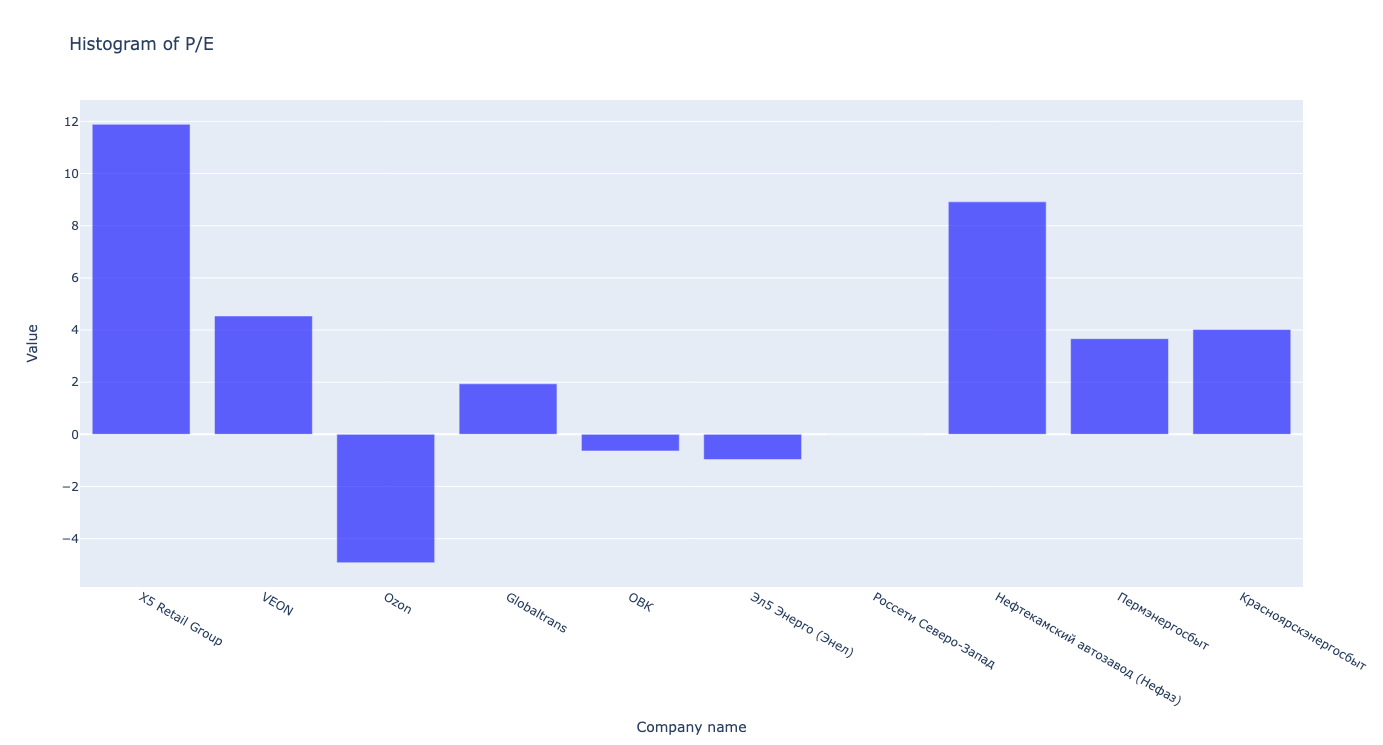 Histogram of P/E
12
10
8
6
4
2
0
−2
−4
Value
X5 Retail Group
VEON
Ozon
Globaltrans
ОВК
Эл5 Энерго (Энел)
Россети Северо-Запад
Нефтекамский автозавод (Нефаз)
Пермэнергосбыт
Красноярскэнергосбыт
Company name